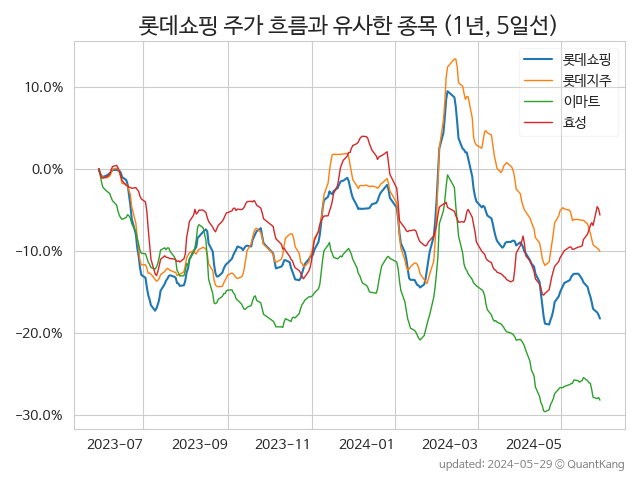 롯데쇼핑 주가 흐름과 유사한 종목 (1년, 5일선)
롯데쇼핑
롯데지주
이마트
효성
10.0%
0.0%
−10.0%
−20.0%
−30.0%
2023−07 2023−09 2023−11 2024−01 2024−03 2024−05
updated: 2024-05-29 © QuantKang